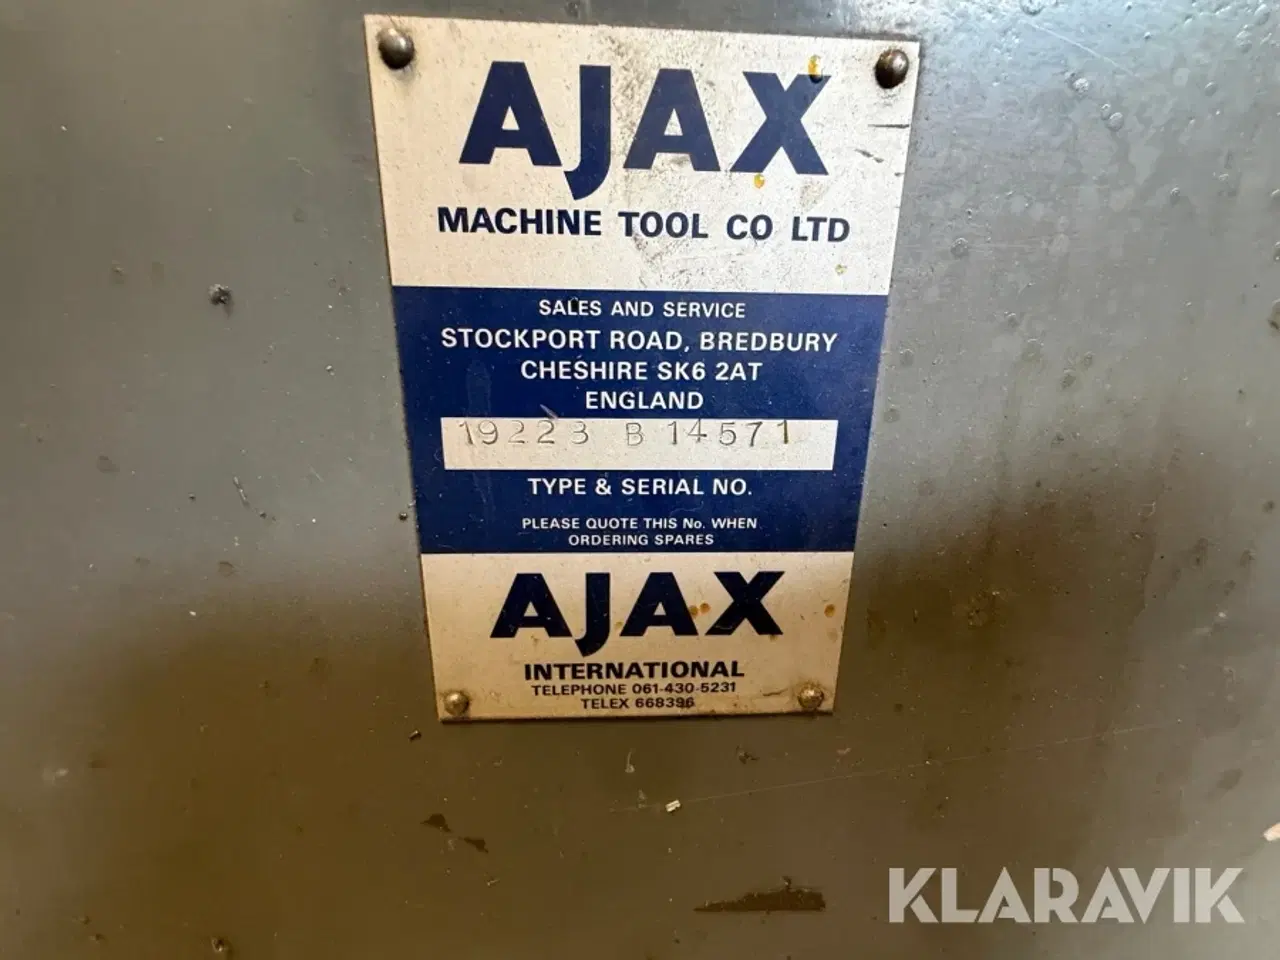 AJAX
MACHINE TOOL CO LTD
SALES AND SERVICE
STOCKPORT ROAD, BREDBURY
CHESHIRE SK6 2AT
ENGLAND
19223 B 14571
TYPE & SERIAL NO.
PLEASE QUOTE THIS No. WHEN
ORDERING SPARES
AJAX
INTERNATIONAL
TELEPHONE 061-430-5231
TELEX 668396
KLARAVIK